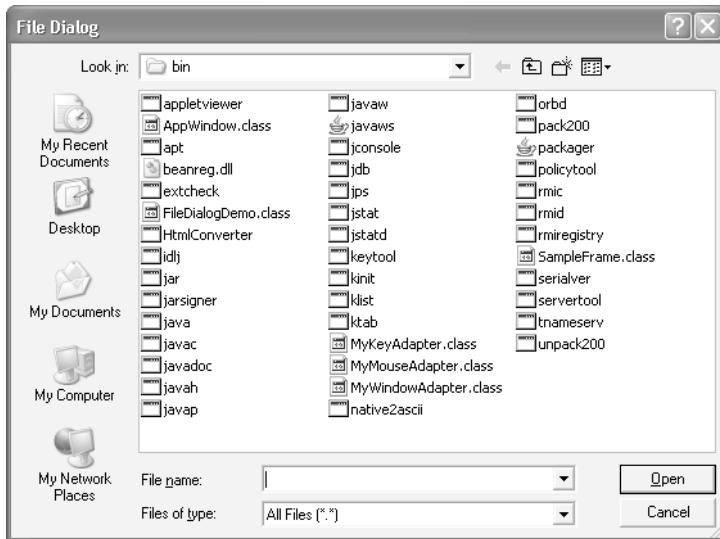 File Dialog
Look in: bin
appletviewer
AppWindow.class
apt
beanreg.dll
extcheck
FileDialogDemo.class
HtmlConverter
idlj
jar
jarsigner
java
javac
javadoc
javah
javap
javaw
javaws
jconsole
jdb
jps
jstat
jstatd
keytool
kinit
klist
ktab
MyKeyAdapter.class
MyMouseAdapter.class
MyWindowAdapter.class
native2ascii
orbd
pack200
packager
policytool
rmic
rmid
rmiregistry
SampleFrame.class
serialver
servertool
tnameserv
unpack200
My Recent
Documents
Desktop
My Documents
My Computer
My Network
Places
File name:
Open
Files of type: All Files (*.*)
Cancel